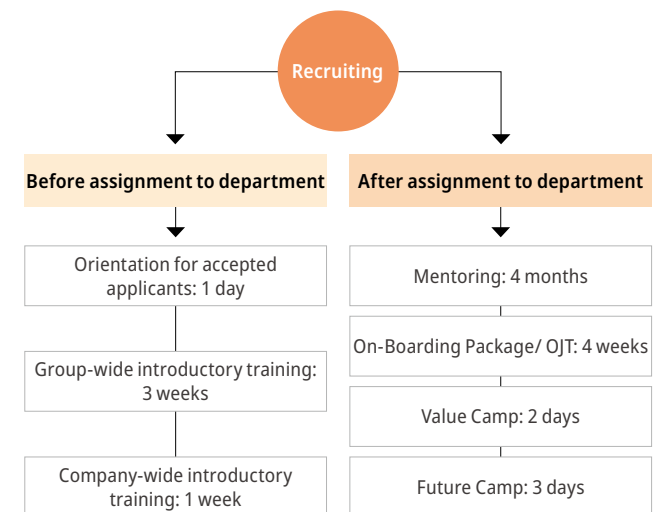 Recruiting
Before assignment to department
Orientation for accepted
applicants: 1 day
Group-wide introductory training:
3 weeks
Company-wide introductory
training: 1 week
After assignment to department
Mentoring: 4 months
On-Boarding Package/ OJT: 4 weeks
Value Camp: 2 days
Future Camp: 3 days